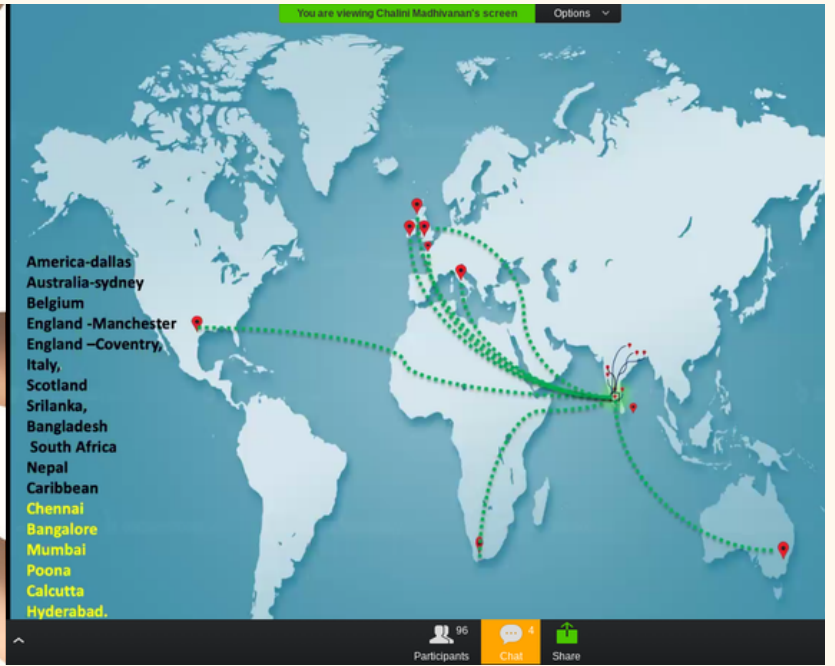 You are viewing Chalini Madhivanan's screen
Options
America-dallas
Australia-sydney
Belgium
England -Manchester
England –Coventry,
Italy,
Scotland
Srilanka,
Bangladesh
South Africa
Nepal
Caribbean
Chennai
Bangalore
Mumbai
Poona
Calcutta
Hyderabad.
96
4
Participants
Chat
Share